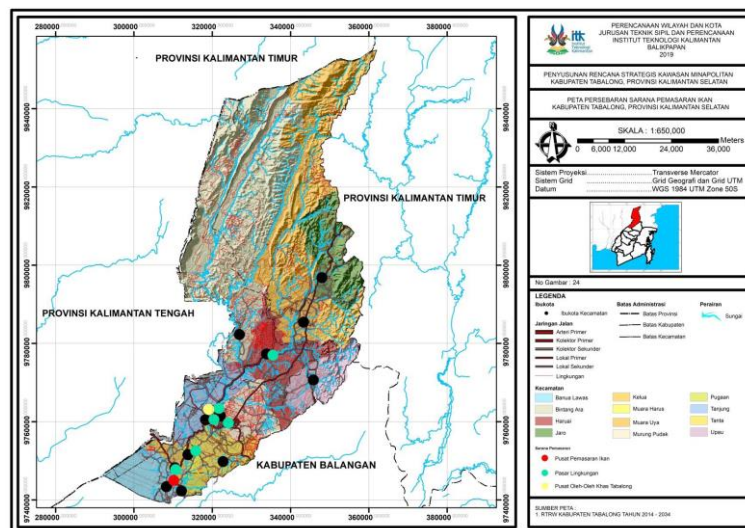 280000 300000 320000 340000 360000 380000
9840000
9820000
9800000
9780000
9760000
9740000
PROVINSI KALIMANTAN TIMUR
PROVINSI KALIMANTAN TIMUR
PROVINSI KALIMANTAN TENGAH
KABUPATEN BALANGAN
280000 300000 320000 340000 360000 380000
itk
PERENCANAAN WILAYAH DAN KOTA
JURUSAN TEKNIK SIPIL DAN PERENCANAAN
INSTITUT TEKNOLOGI KALIMANTAN
BALIKPAPAN
2019
PENYUSUNAN RENCANA STRATEGIS KAWASAN MINAPOLITAN
KABUPATEN TABALONG, PROVINSI KALIMANTAN SELATAN
PETA PERSEBARAN SARANA PEMASARAN IKAN
KABUPATEN TABALONG, PROVINSI KALIMANTAN SELATAN
SKALA : 1:650,000
Meters
0 6,000 12,000 24,000 36,000
Sistem Proyeksi Transverse Mercator
Sistem Grid Grid Geografi dan Grid UTM
Datum WGS 1984 UTM Zone 50S
No Gambar : 24
LEGENDA
Ibukota
Ibukota Kecamatan
Jaringan Jalan
Arteri Primer
Kolektor Primer
Kolektor Sekunder
Lokal Primer
Lokal Sekunder
Lingkungan
Batas Administrasi
Batas Provinsi
Batas Kabupaten
Batas Kecamatan
Perairan
Sungai
Kecamatan
Banua Lawas
Bintang Ara
Haruai
Jaro
Kelua
Muara Harus
Muara Uya
Murung Pudak
Pugaan
Tanjung
Tanta
Upau
Sarana Pemasaran
Pusat Pemasaran Ikan
Pasar Lingkungan
Pusat Oleh-Oleh Khas Tabalong
SUMBER PETA :
1. RTRW KABUPATEN TABALONG TAHUN 2014 - 2034